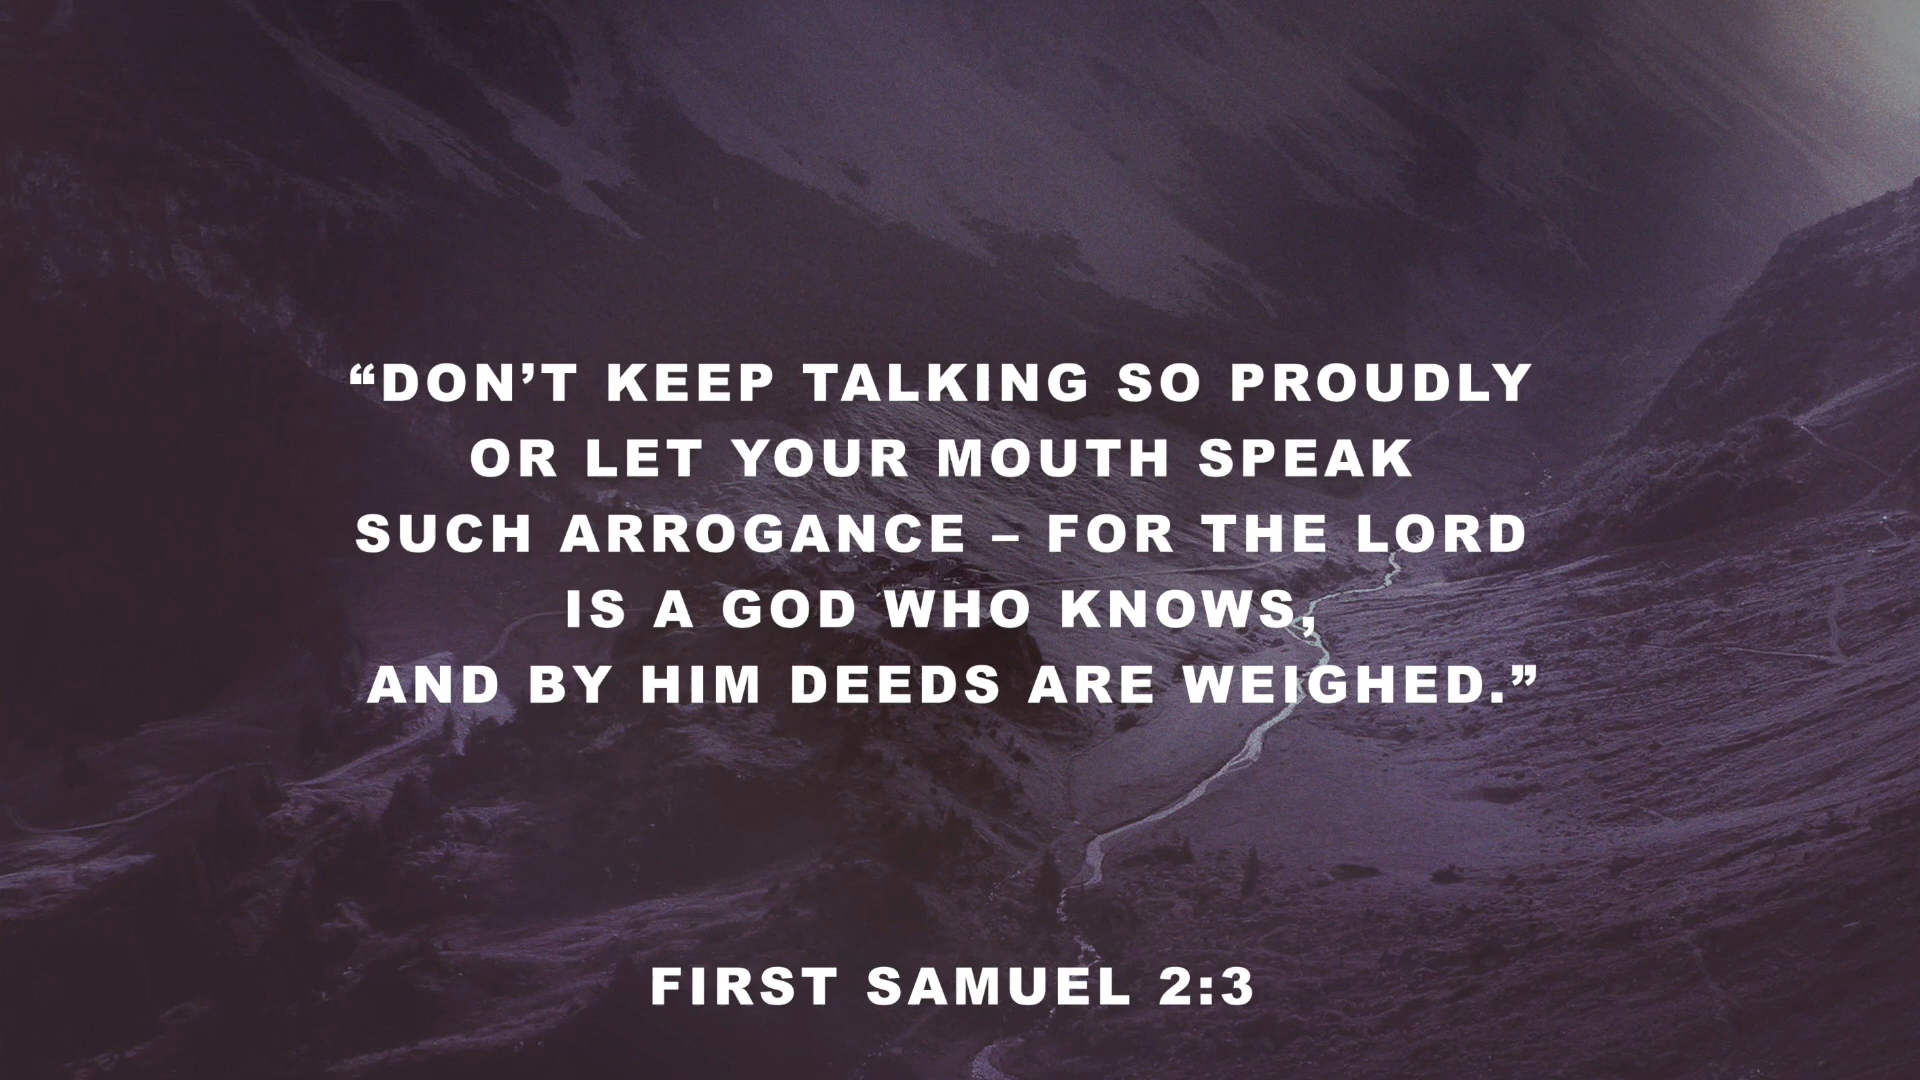 “DON’T KEEP TALKING SO PROUDLY
OR LET YOUR MOUTH SPEAK
SUCH ARROGANCE – FOR THE LORD
IS A GOD WHO KNOWS,
AND BY HIM DEEDS ARE WEIGHED.”
FIRST SAMUEL 2:3